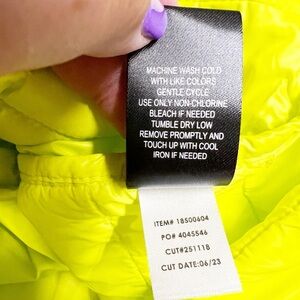 MACHINE WASH COLD
WITH LIKE COLORS
GENTLE CYCLE
USE ONLY NON-CHLORINE
BLEACH IF NEEDED
TUMBLE DRY LOW
REMOVE PROMPTLY AND
TOUCH UP WITH COOL
IRON IF NEEDED
ITEM# 18500604
PO# 4045546
CUT#25111B
CUT DATE:06/23